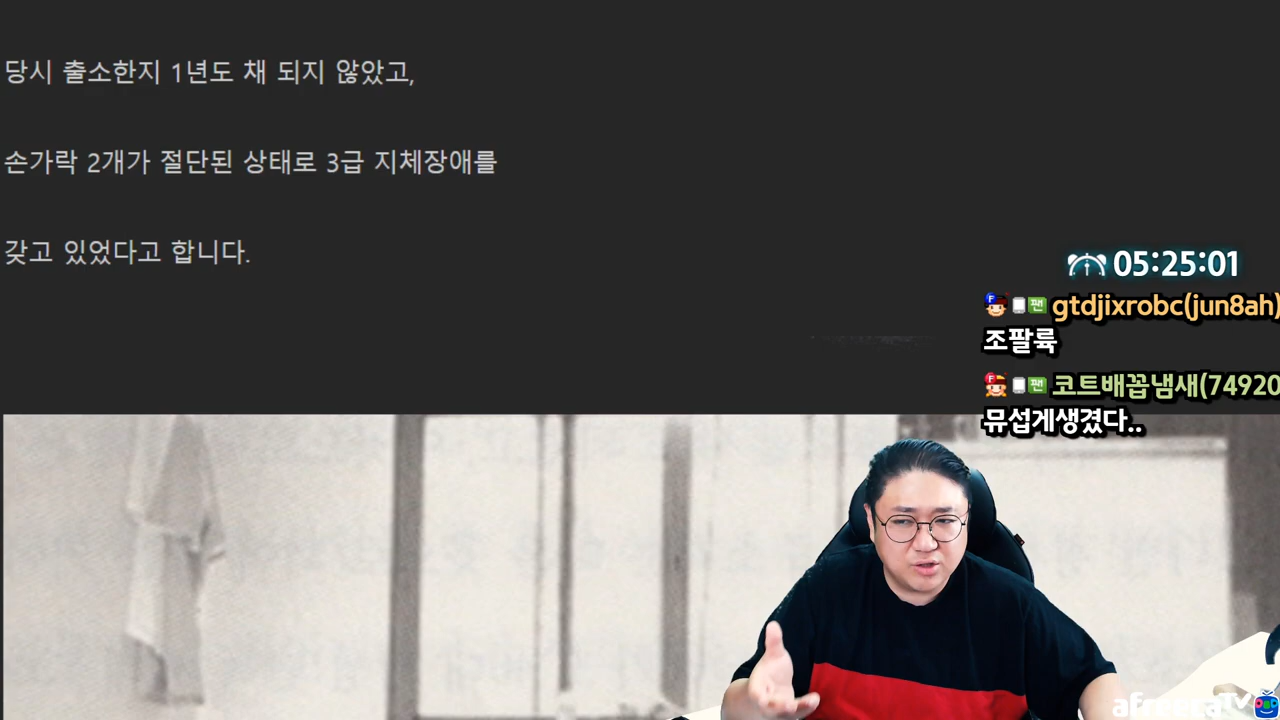 당시 출소한지 1년도 채 되지 않았고,
손가락 2개가 절단된 상태로 3급 지체장애를
갖고 있었다고 합니다.
05:25:01
F 팬 gtdjixrobc(jun8ah)
조팔륙
F 팬 코트배꼽냄새(74920
뮤섭게생겼다..
afreecaTV